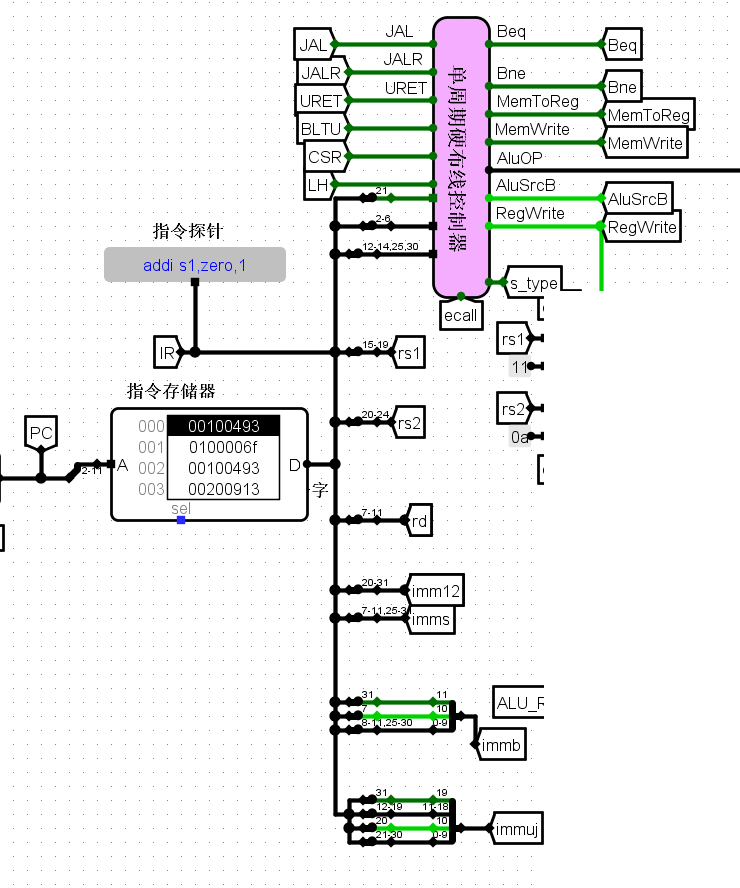 JAL JAL Beq Beq
JALR JALR Bne Bne
URET URET MemToReg MemToReg
BLTU MemWrite MemWrite
CSR AluOP
LH AluSrcB AluSrcB
21 RegWrite RegWrite
2-6
12-14,25,30
单周期硬布线控制器
s_type
ecall
指令探针
addi s1,zero,1
IR 15-19 rs1 rs1
11
指令存储器
20-24 rs2 rs2
0a
PC
2-11
A D
000 00100493
001 0100006f
002 00100493
003 00200913
sel
字
7-11 rd
20-31 imm12
7-11,25-31 imms
31 11
7 10
8-11,25-30 0-9
immb
ALU_R
31 19
12-19 11-18
20 10
21-30 0-9
immuj